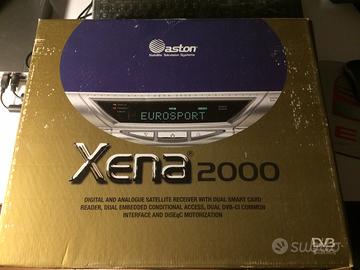 aston
Satellite Television Systems
EUROSPORT
Xena® 2000
DIGITAL AND ANALOGUE SATELLITE RECEIVER WITH DUAL SMART CARD
READER, DUAL EMBEDDED CONDITIONAL ACCESS, DUAL DVB-CI COMMON
INTERFACE AND DiSEqC MOTORIZATION
DVB
subito